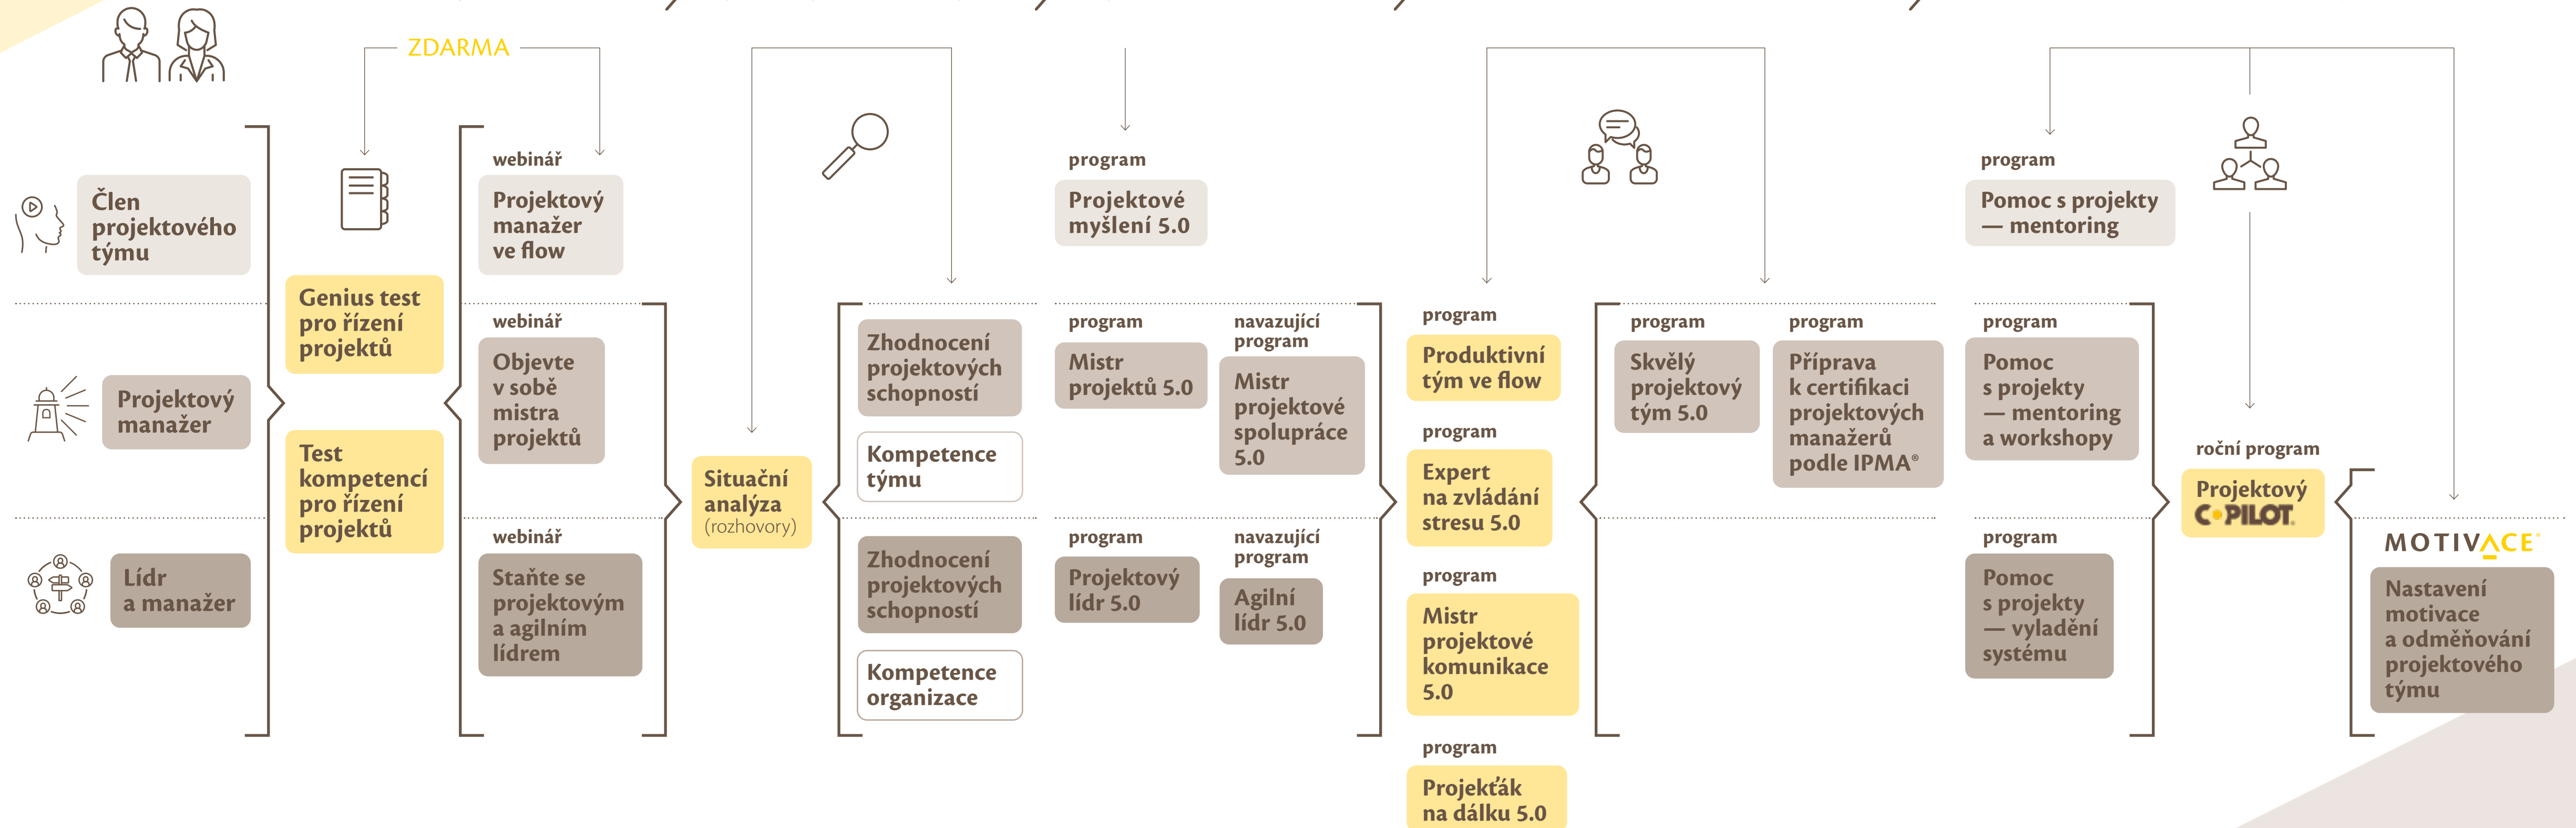 ZDARMA
Člen
projektového
týmu
Projektový
manažer
Lídr
a manažer
Genius test
pro řízení
projektů
Test
kompetencí
pro řízení
projektů
webinář
Projektový
manažer
ve flow
webinář
Objevte
v sobě
mistra
projektů
webinář
Staňte se
projektovým
a agilním
lídrem
Situační
analýza
(rozhovory)
Zhodnocení
projektových
schopností
Kompetence
týmu
Zhodnocení
projektových
schopností
Kompetence
organizace
program
Projektové
myšlení 5.0
program
Mistr
projektů 5.0
navazující
program
Mistr
projektové
spolupráce
5.0
program
Projektový
lídr 5.0
navazující
program
Agilní
lídr 5.0
program
Produktivní
tým ve flow
program
Expert
na zvládání
stresu 5.0
program
Mistr
projektové
komunikace
5.0
program
Projekťák
na dálku 5.0
program
Skvělý
projektový
tým 5.0
program
Příprava
k certifikaci
projektových
manažerů
podle IPMA®
program
Pomoc s projekty
— mentoring
program
Pomoc
s projekty
— mentoring
a workshopy
program
Pomoc
s projekty
— vyladění
systému
roční program
Projektový
COPILOT®
MOTIVACE®
Nastavení
motivace
a odměňování
projektového
týmu